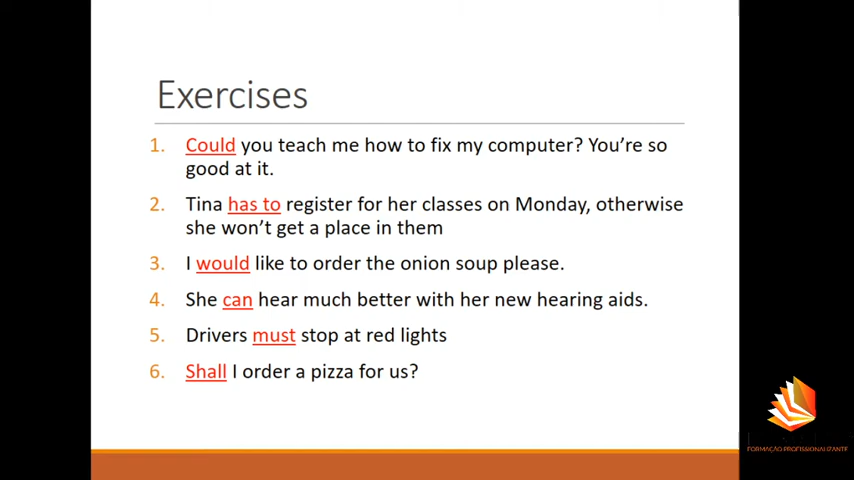 Exercises
1. Could you teach me how to fix my computer? You're so
good at it.
2. Tina has to register for her classes on Monday, otherwise
she won't get a place in them
3. I would like to order the onion soup please.
4. She can hear much better with her new hearing aids.
5. Drivers must stop at red lights
6. Shall I order a pizza for us?
FORMAÇÃO PROFISSIONALIZANTE